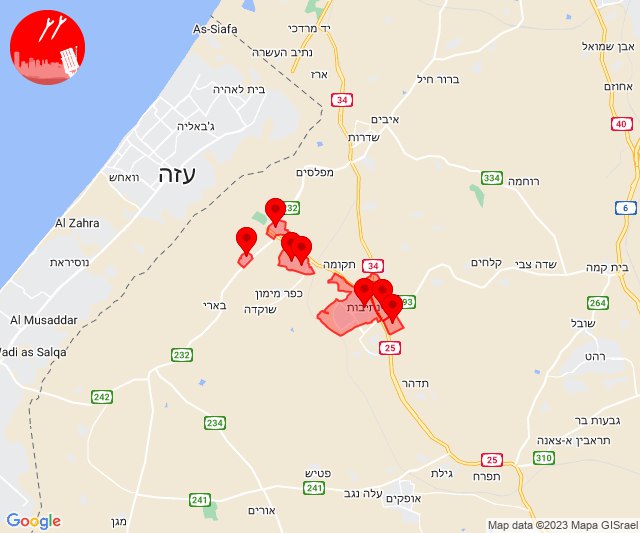 As-Siafa
יד מרדכי
אבן שמואל
נתיב העשרה
ארז
ברור חיל
אחוזם
בית לאהיה
34
40
ג'באליה
איבים
שדרות
וואחש
עזה
מפלסים
334
רוחמה
232
6
Al Zahra
נוסיראת
תקומה
34
קלחים
שדה צבי
בית קמה
כפר מימון
293
264
בארי
שוקדה
נתיבות
Al Musaddar
שובל
25
Wadi as Salqa
232
רהט
תדהר
242
234
גבעות בר
תראבין א-צאנה
25
310
פטיש
גילת
תפרח
241
עלה נגב
241
אופקים
אורים
מגן
Google
Map data ©2023 Mapa GISrael